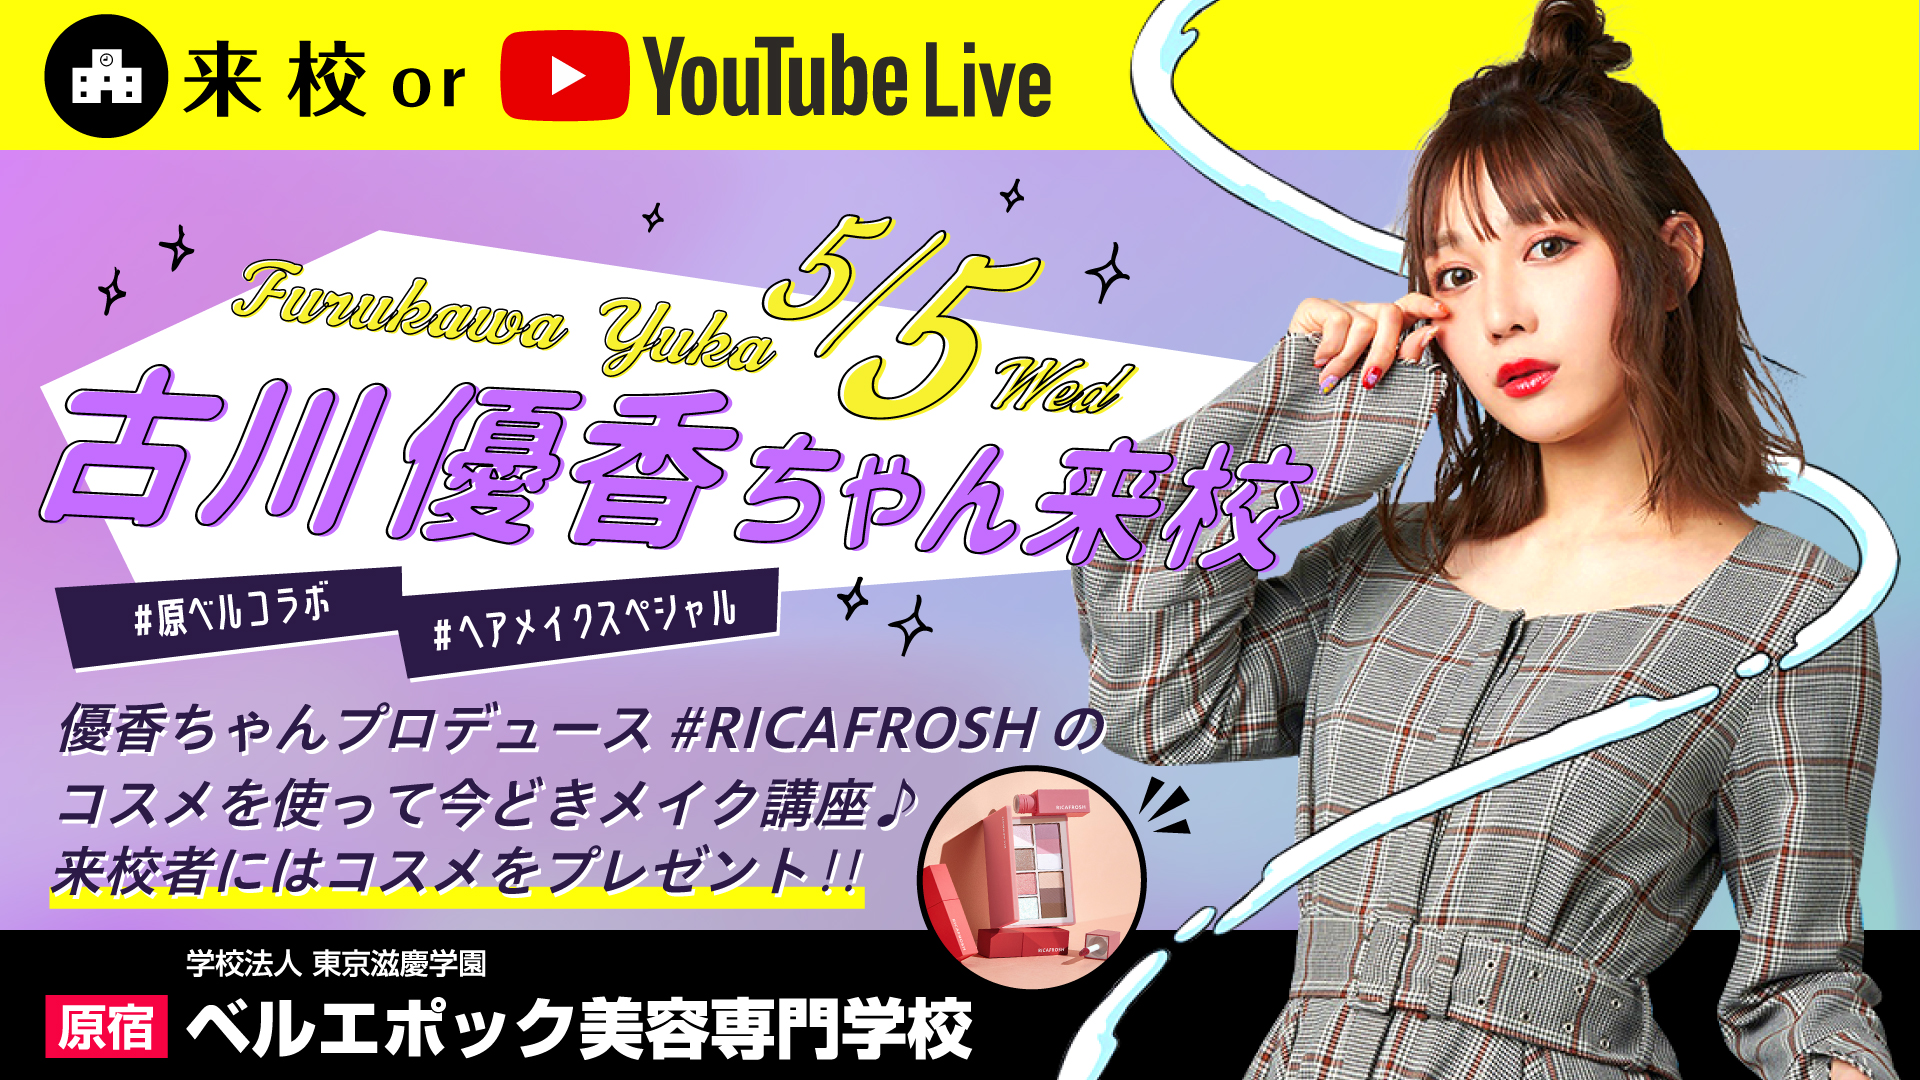 来校 or YouTube Live
Furukawa Yuka 5/5 Wed
古川優香ちゃん来校
#原ベルコラボ
#ヘアメイクスペシャル
優香ちゃんプロデュース #RICAFROSH の
コスメを使って今どきメイク講座♪
来校者にはコスメをプレゼント!!
RICAFROSH
RICAFROSH
学校法人 東京滋慶学園
原宿 ベルエポック美容専門学校